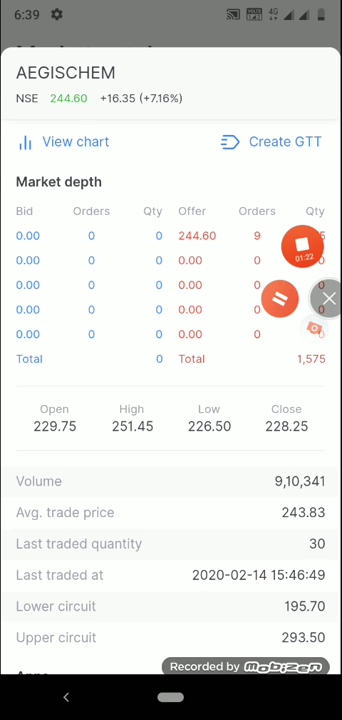 6:39
4G
AEGISCHEM
NSE 244.60 +16.35 (+7.16%)
View chart Create GTT
Market depth
Bid Orders Qty Offer Orders Qty
0.00 0 0 244.60 9 5
01:22
0.00 0 0 0.00 0 0
0.00 0 0 0.00 0
0.00 0 0 0.00 0
0.00 0 0 0.00 0 0
Total 0 Total 1,575
Open High Low Close
229.75 251.45 226.50 228.25
Volume 9,10,341
Avg. trade price 243.83
Last traded quantity 30
Last traded at 2020-02-14 15:46:49
Lower circuit 195.70
Upper circuit 293.50
Recorded by mobizen